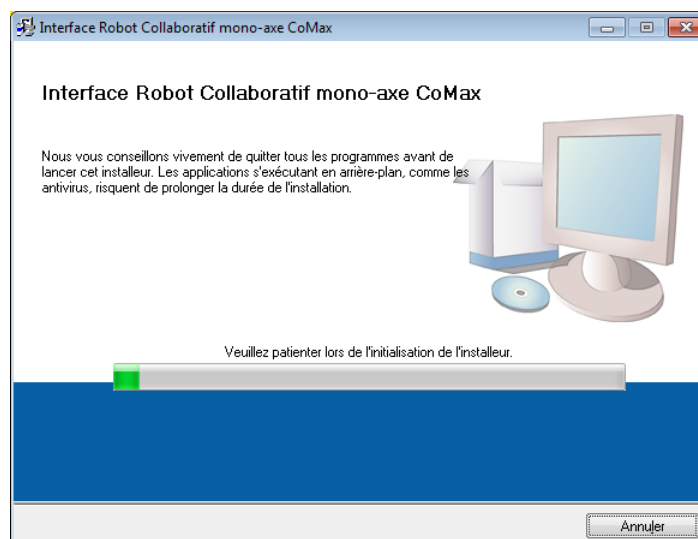 Interface Robot Collaboratif mono-axe CoMax
Interface Robot Collaboratif mono-axe CoMax
Nous vous conseillons vivement de quitter tous les programmes avant de
lancer cet installeur. Les applications s'exécutant en arrière-plan, comme les
antivirus, risquent de prolonger la durée de l'installation.
Veuillez patienter lors de l'initialisation de l'installeur.
Annuler